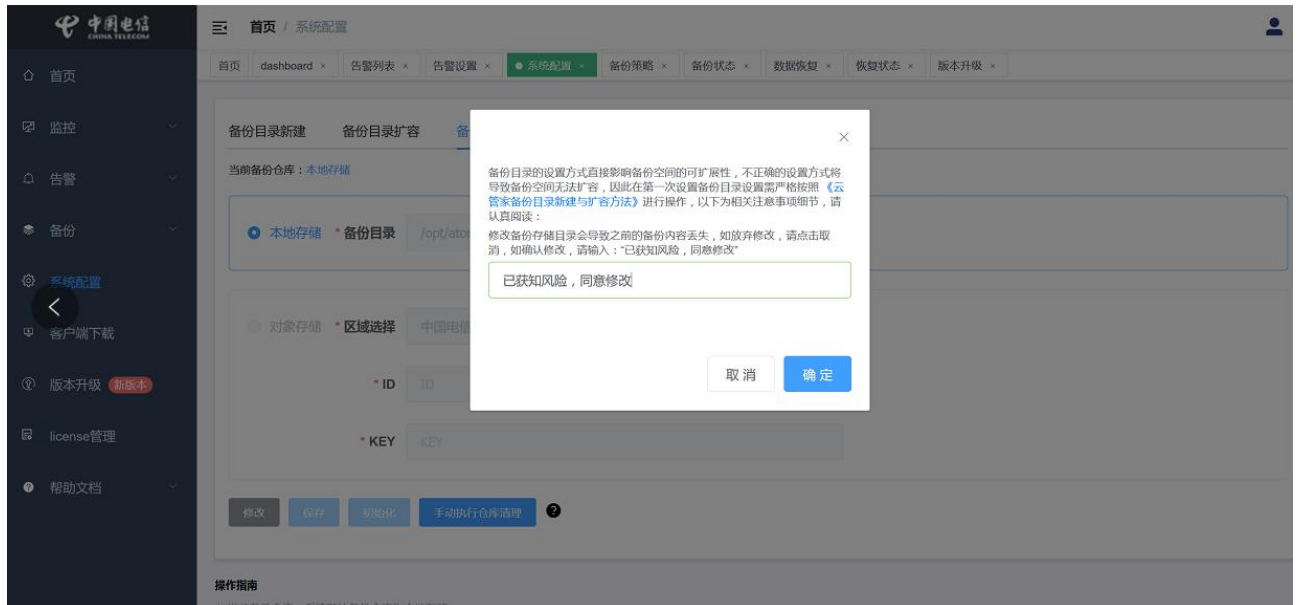 中国电信
CHINA TELECOM
首页 / 系统配置
首页 dashboard × 告警列表 × 告警设置 × 系统配置 × 备份策略 × 备份状态 × 数据恢复 × 恢复状态 × 版本升级 ×
首页
监控
告警
备份
系统配置
客户端下载
版本升级 新版本
license管理
帮助文档
备份目录新建 备份目录扩容 备
当前备份仓库：本地存储
本地存储 * 备份目录 /opt/ator
对象存储 * 区域选择 中国电信
* ID ID
* KEY KEY
备份目录的设置方式直接影响备份空间的可扩展性，不正确的设置方式将
导致备份空间无法扩容，因此在第一次设置备份目录设置需严格按照《云
管家备份目录新建与扩容方法》进行操作，以下为相关注意事项细节，请
认真阅读：
修改备份存储目录会导致之前的备份内容丢失，如放弃修改，请点击取
消，如确认修改，请输入："已获知风险，同意修改"
已获知风险，同意修改
取 消 确 定
修改 保存 初始化 手动执行仓库清理
操作指南